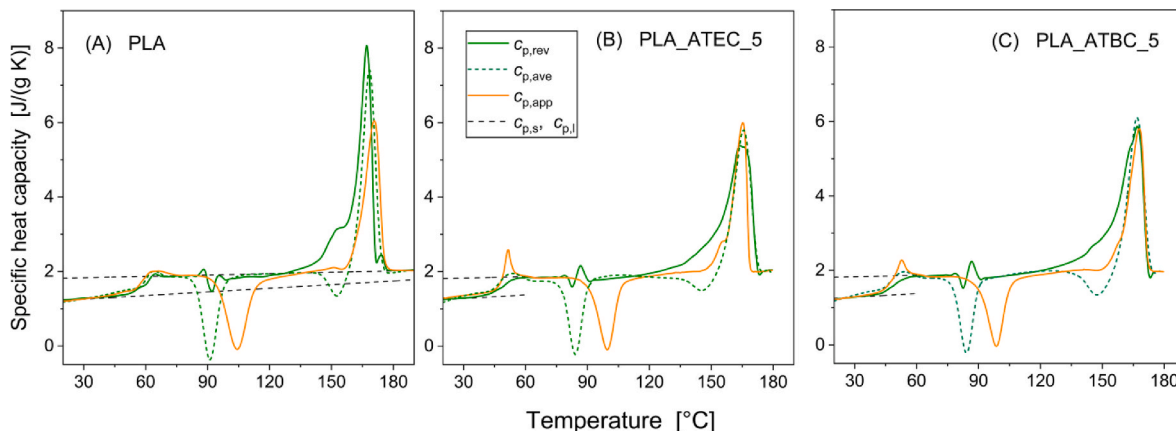 (A) PLA
(B) PLA_ATEC_5
(C) PLA_ATBC_5
cp,rev
cp,ave
cp,app
cp,s, cp,l
Specific heat capacity [J/(g K)]
8
6
4
2
0
8
6
4
2
0
8
6
4
2
0
30 60 90 120 150 180
30 60 90 120 150 180
30 60 90 120 150 180
Temperature [°C]